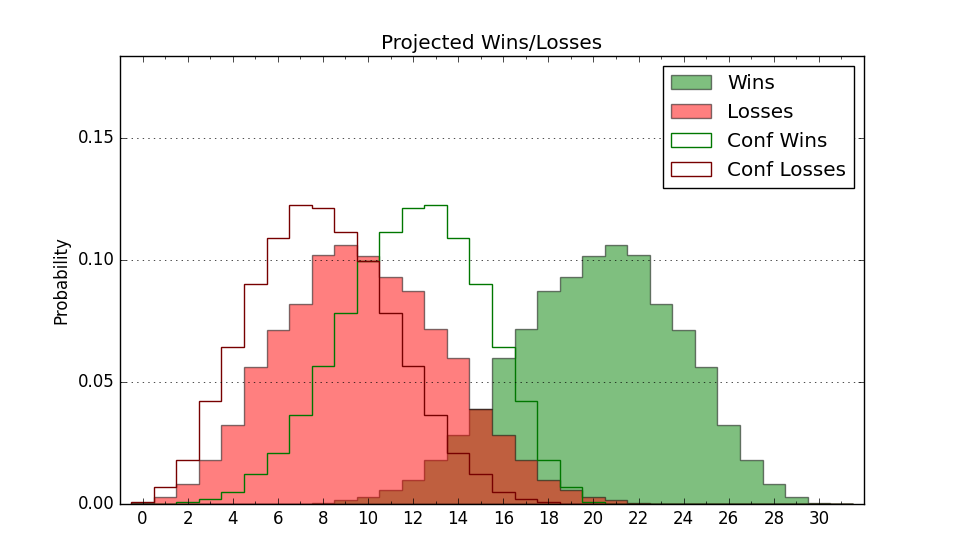 Projected Wins/Losses
Wins
Losses
Conf Wins
Conf Losses
0.15
0.10
0.05
0.00
Probability
0 2 4 6 8 10 12 14 16 18 20 22 24 26 28 30